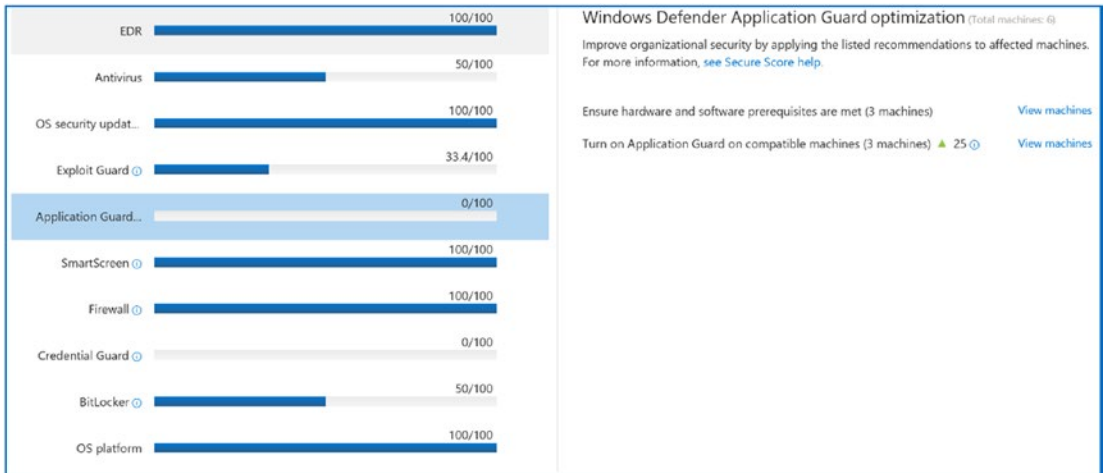 100/100
EDR
50/100
Antivirus
100/100
OS security updat...
33.4/100
Exploit Guard
0/100
Application Guard...
100/100
SmartScreen
100/100
Firewall
0/100
Credential Guard
50/100
BitLocker
100/100
OS platform
Windows Defender Application Guard optimization (Total machines: 6)
Improve organizational security by applying the listed recommendations to affected machines.
For more information, see Secure Score help.
Ensure hardware and software prerequisites are met (3 machines) View machines
Turn on Application Guard on compatible machines (3 machines) ▲ 25 View machines